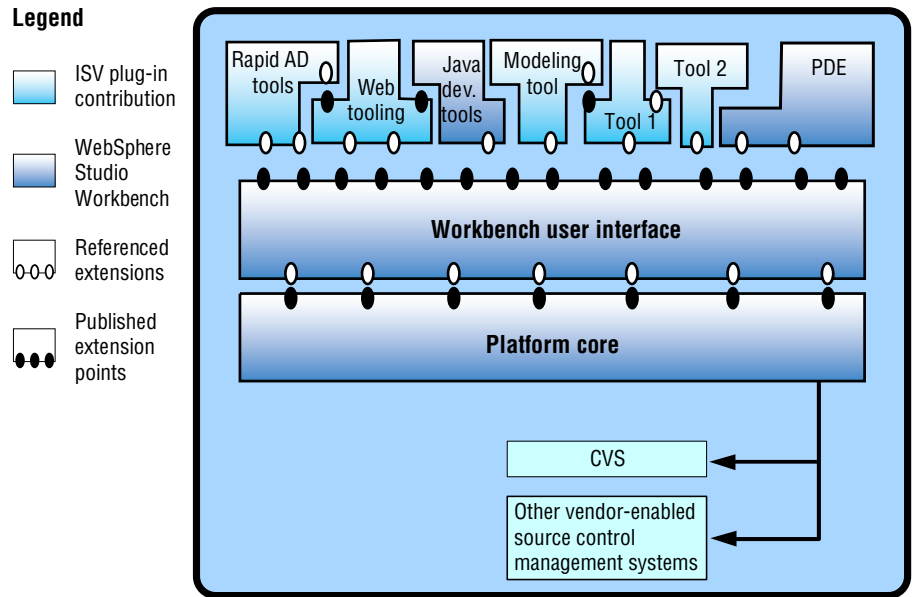 Legend
ISV plug-in
contribution
WebSphere
Studio
Workbench
Referenced
extensions
Published
extension
points
Rapid AD
tools
Web
tooling
Java
dev.
tools
Modeling
tool
Tool 1
Tool 2
PDE
Workbench user interface
Platform core
CVS
Other vendor-enabled
source control
management systems